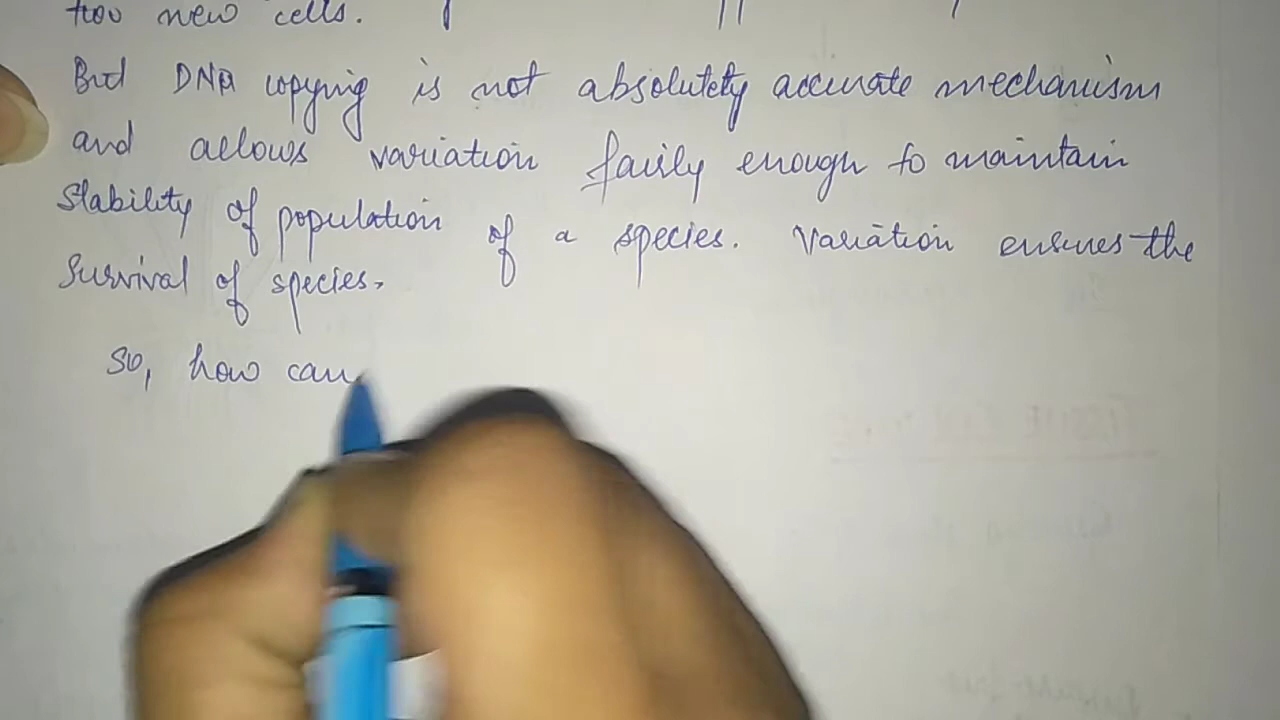 two new cells.
But DNA copying is not absolutely accurate mechanism
and allows variation fairly enough to maintain
stability of population of a species. Variation ensures the
survival of species.
So, how can